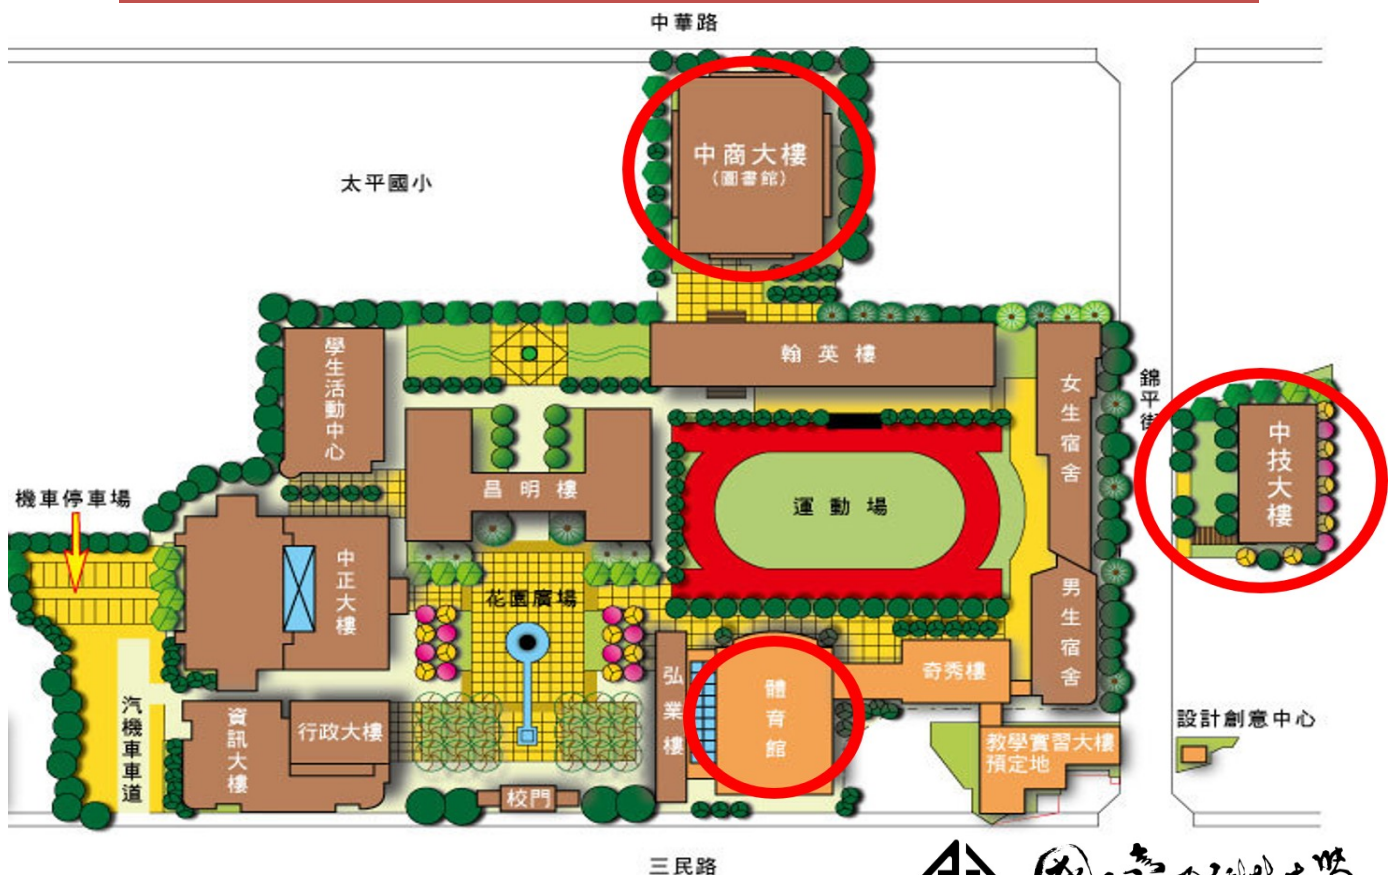 中華路
中商大樓
(圖書館)
太平國小
學生活動中心
翰英樓
女生宿舍
錦平街
中技大樓
機車停車場
昌明樓
運動場
中正大樓
花園廣場
男生宿舍
弘業樓
體育館
奇秀樓
汽機車車道
資訊大樓
行政大樓
教學實習大樓
預定地
設計創意中心
校門
三民路